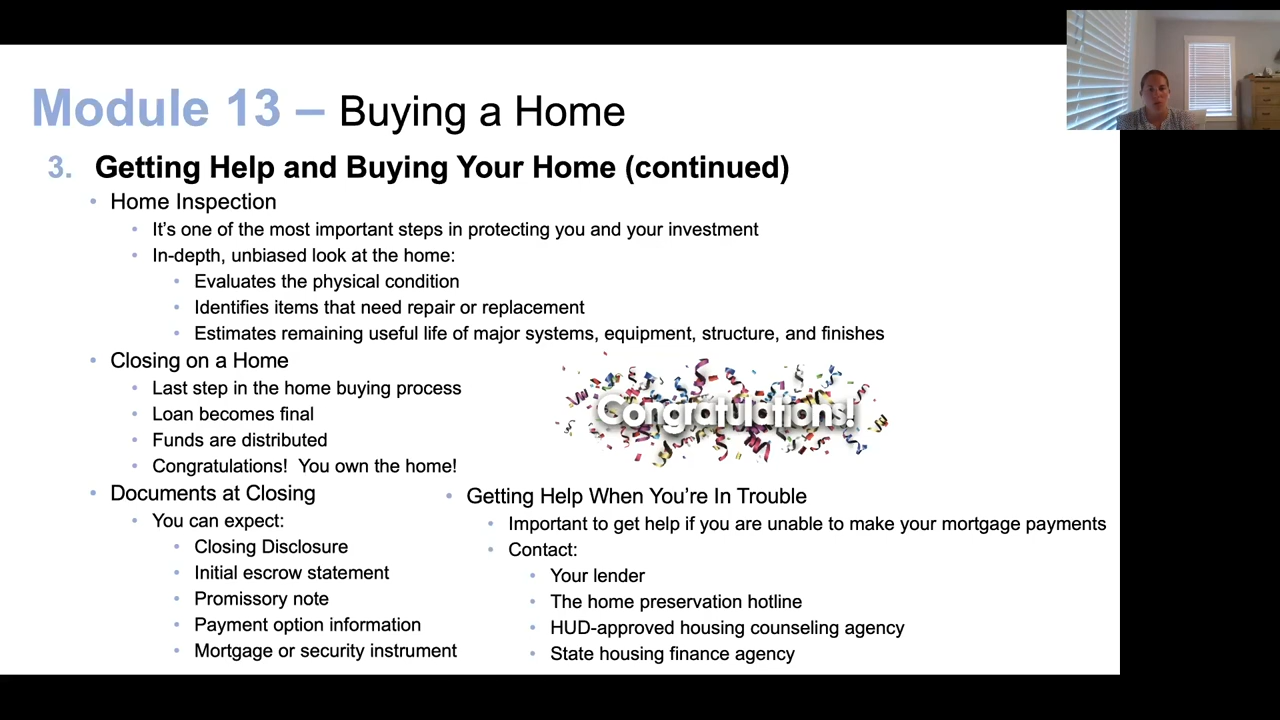 Module 13 – Buying a Home
3. Getting Help and Buying Your Home (continued)
• Home Inspection
• It's one of the most important steps in protecting you and your investment
• In-depth, unbiased look at the home:
• Evaluates the physical condition
• Identifies items that need repair or replacement
• Estimates remaining useful life of major systems, equipment, structure, and finishes
• Closing on a Home
• Last step in the home buying process
• Loan becomes final
• Funds are distributed
• Congratulations! You own the home!
Congratulations!
• Documents at Closing
• You can expect:
• Closing Disclosure
• Initial escrow statement
• Promissory note
• Payment option information
• Mortgage or security instrument
• Getting Help When You're In Trouble
• Important to get help if you are unable to make your mortgage payments
• Contact:
• Your lender
• The home preservation hotline
• HUD-approved housing counseling agency
• State housing finance agency